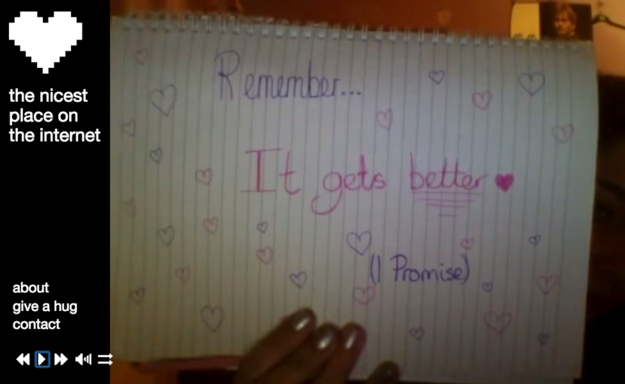 the nicest
place on
the internet
Remember...
It gets better
(I Promise)
about
give a hug
contact